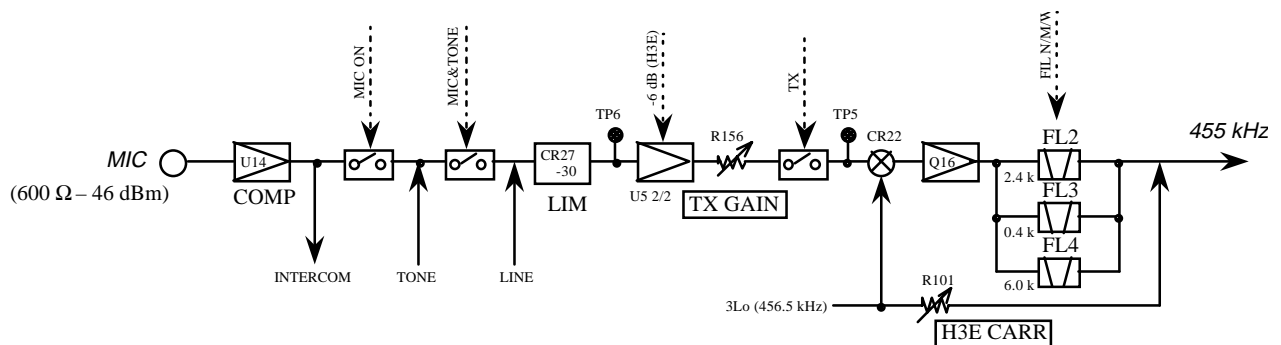 MIC ON
MIC&TONE
-6 dB (H3E)
TX
FIL N/M/W
TP6
TP5
R156
CR22
FL2
455 kHz
MIC
U14
CR27
-30
Q16
2.4 k
(600 Ω – 46 dBm)
COMP
LIM
U5 2/2
TX GAIN
FL3
0.4 k
FL4
6.0 k
INTERCOM
TONE
LINE
R101
3Lo (456.5 kHz)
H3E CARR